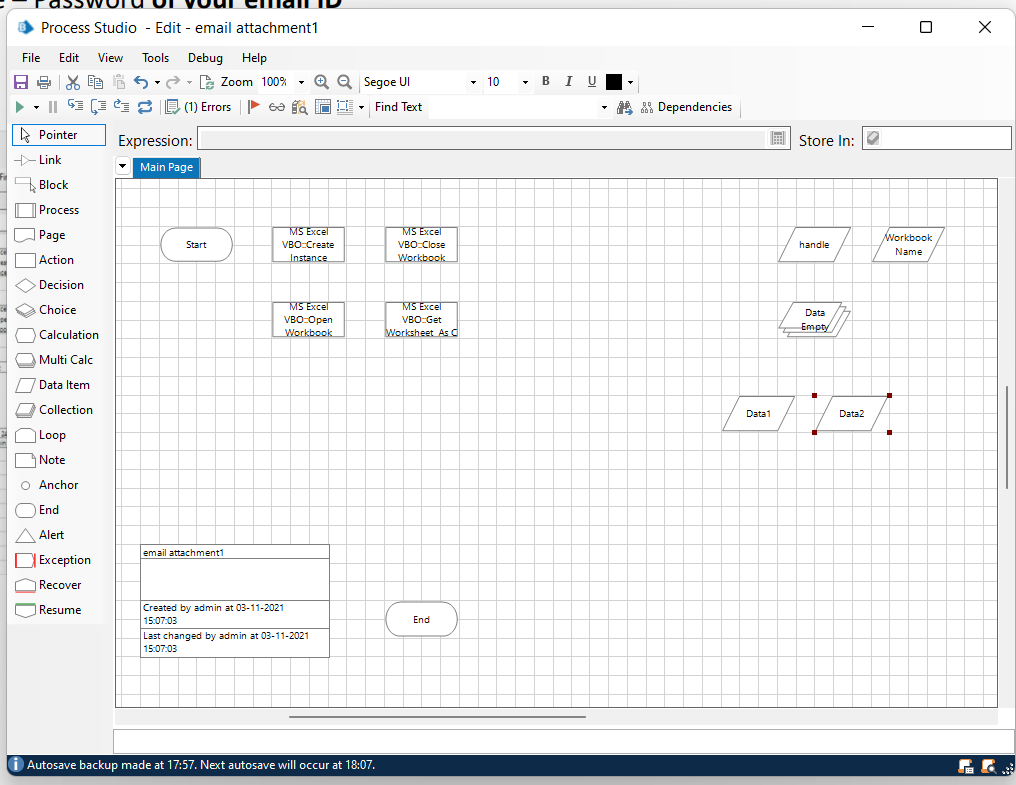 – Password of your email ID
Process Studio - Edit - email attachment1
File Edit View Tools Debug Help
Zoom 100% Segoe UI 10 B I U
(1) Errors Find Text Dependencies
Pointer
Link
Block
Process
Page
Action
Decision
Choice
Calculation
Multi Calc
Data Item
Collection
Loop
Note
Anchor
End
Alert
Exception
Recover
Resume
Expression: Store In:
Main Page
Start
MS Excel
VBO::Create
Instance
MS Excel
VBO::Close
Workbook
handle
Workbook
Name
MS Excel
VBO::Open
Workbook
MS Excel
VBO::Get
Worksheet As C
Data
Empty
Data1
Data2
email attachment1
Created by admin at 03-11-2021
15:07:03
Last changed by admin at 03-11-2021
15:07:03
End
Autosave backup made at 17:57. Next autosave will occur at 18:07.